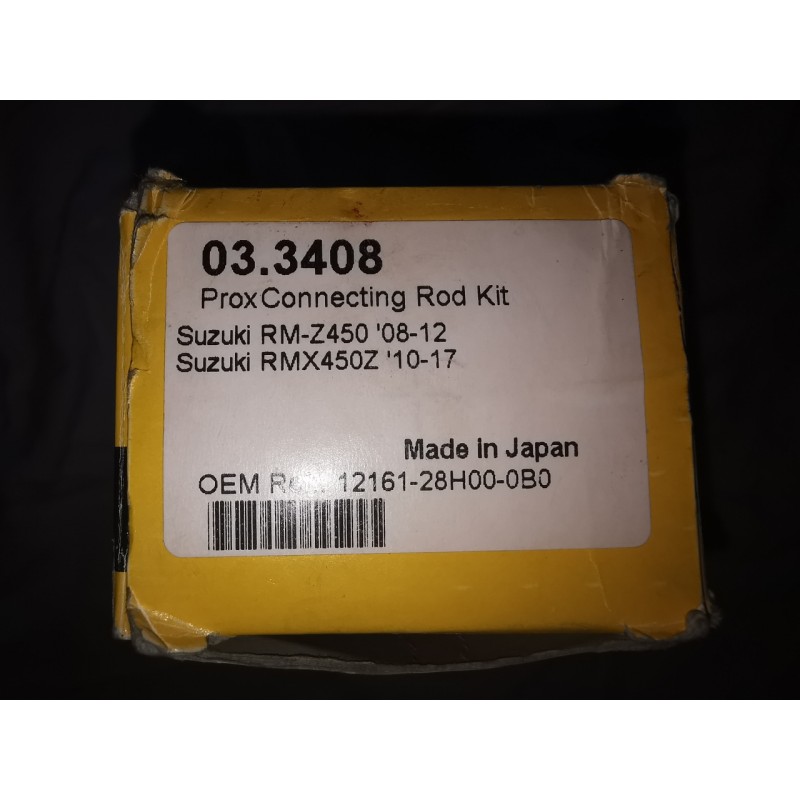 03.3408
Prox Connecting Rod Kit
Suzuki RM-Z450 '08-12
Suzuki RMX450Z '10-17
Made in Japan
OEM 12161-28H00-0B0